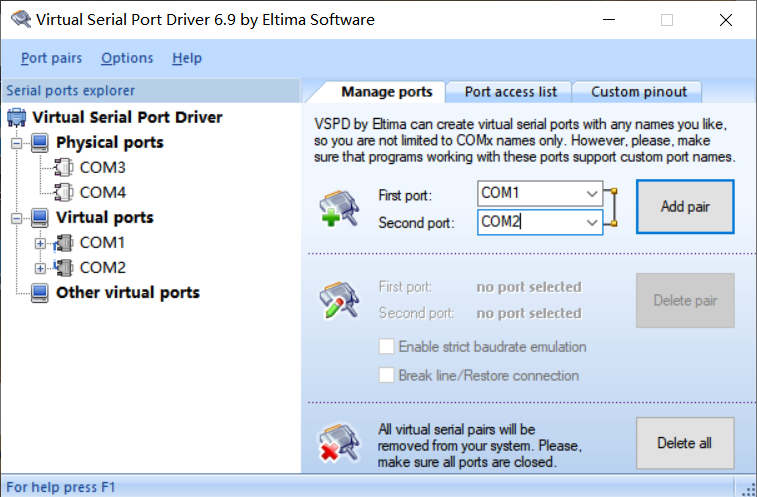 Virtual Serial Port Driver 6.9 by Eltima Software
Port pairs Options Help
Serial ports explorer
Virtual Serial Port Driver
Physical ports
COM3
COM4
Virtual ports
COM1
COM2
Other virtual ports
Manage ports Port access list Custom pinout
VSPD by Eltima can create virtual serial ports with any names you like,
so you are not limited to COMx names only. However, please, make
sure that programs working with these ports support custom port names.
First port: COM1
Second port: COM2
Add pair
First port: no port selected
Second port: no port selected
Delete pair
Enable strict baudrate emulation
Break line/Restore connection
All virtual serial pairs will be
removed from your system. Please,
make sure all ports are closed.
Delete all
For help press F1